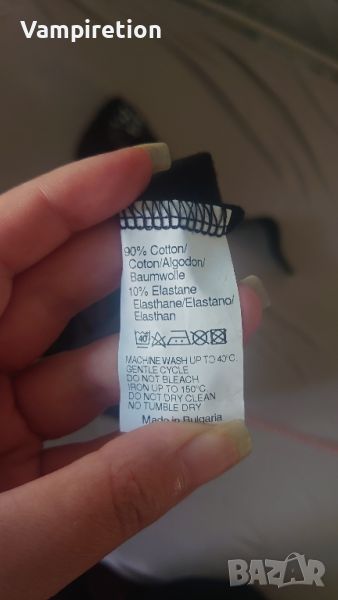 Vampiretion
90% Cotton/
Coton/Algodon/
Baumwolle
10% Elastane
Elasthane/Elastano/
Elasthan
40
MACHINE WASH UP TO 40°C
GENTLE CYCLE
DO NOT BLEACH
IRON UP TO 150°C
DO NOT DRY CLEAN
NO TUMBLE DRY
Made in Bulgaria
BAZAR